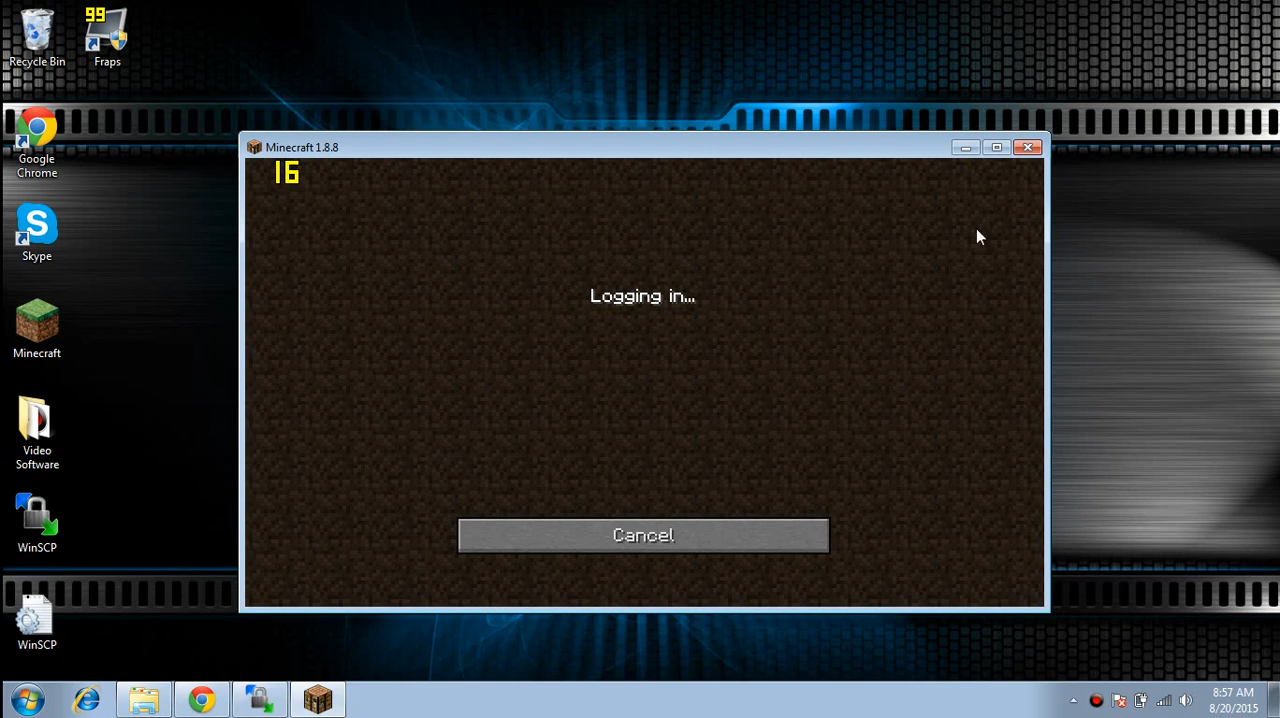 99
Recycle Bin
Fraps
Google
Chrome
Skype
Minecraft
Video
Software
WinSCP
WinSCP
Minecraft 1.8.8
16
Logging in...
Cancel
8:57 AM
8/20/2015